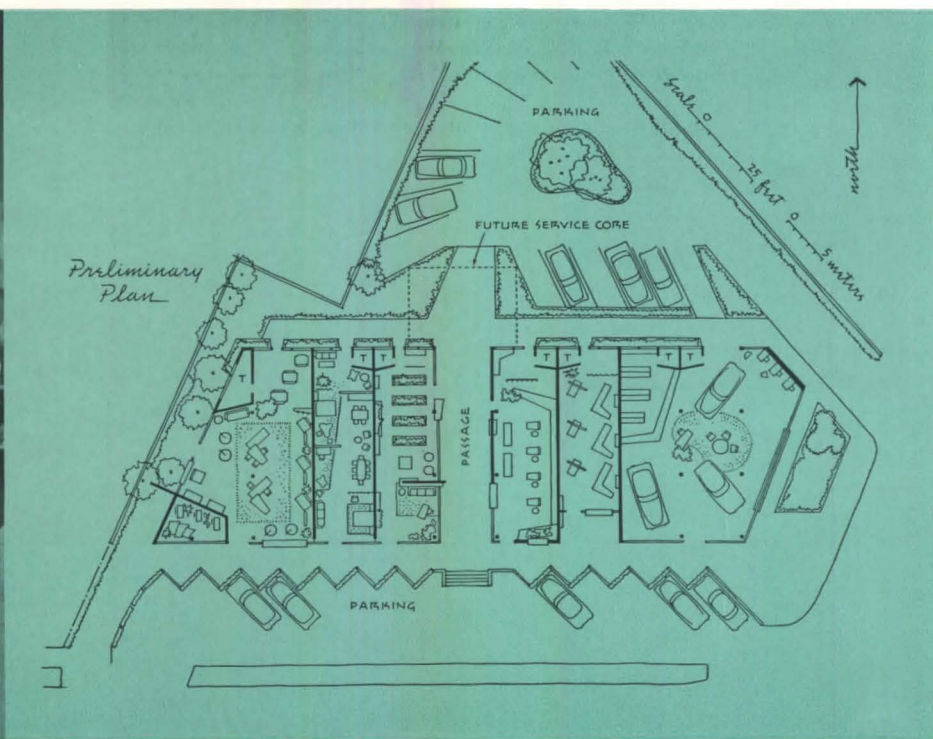 PARKING
Scale 0
25 feet
0
5 meters
north
FUTURE SERVICE CORE
Preliminary
Plan
T
T T
T T
T T
PASSAGE
PARKING